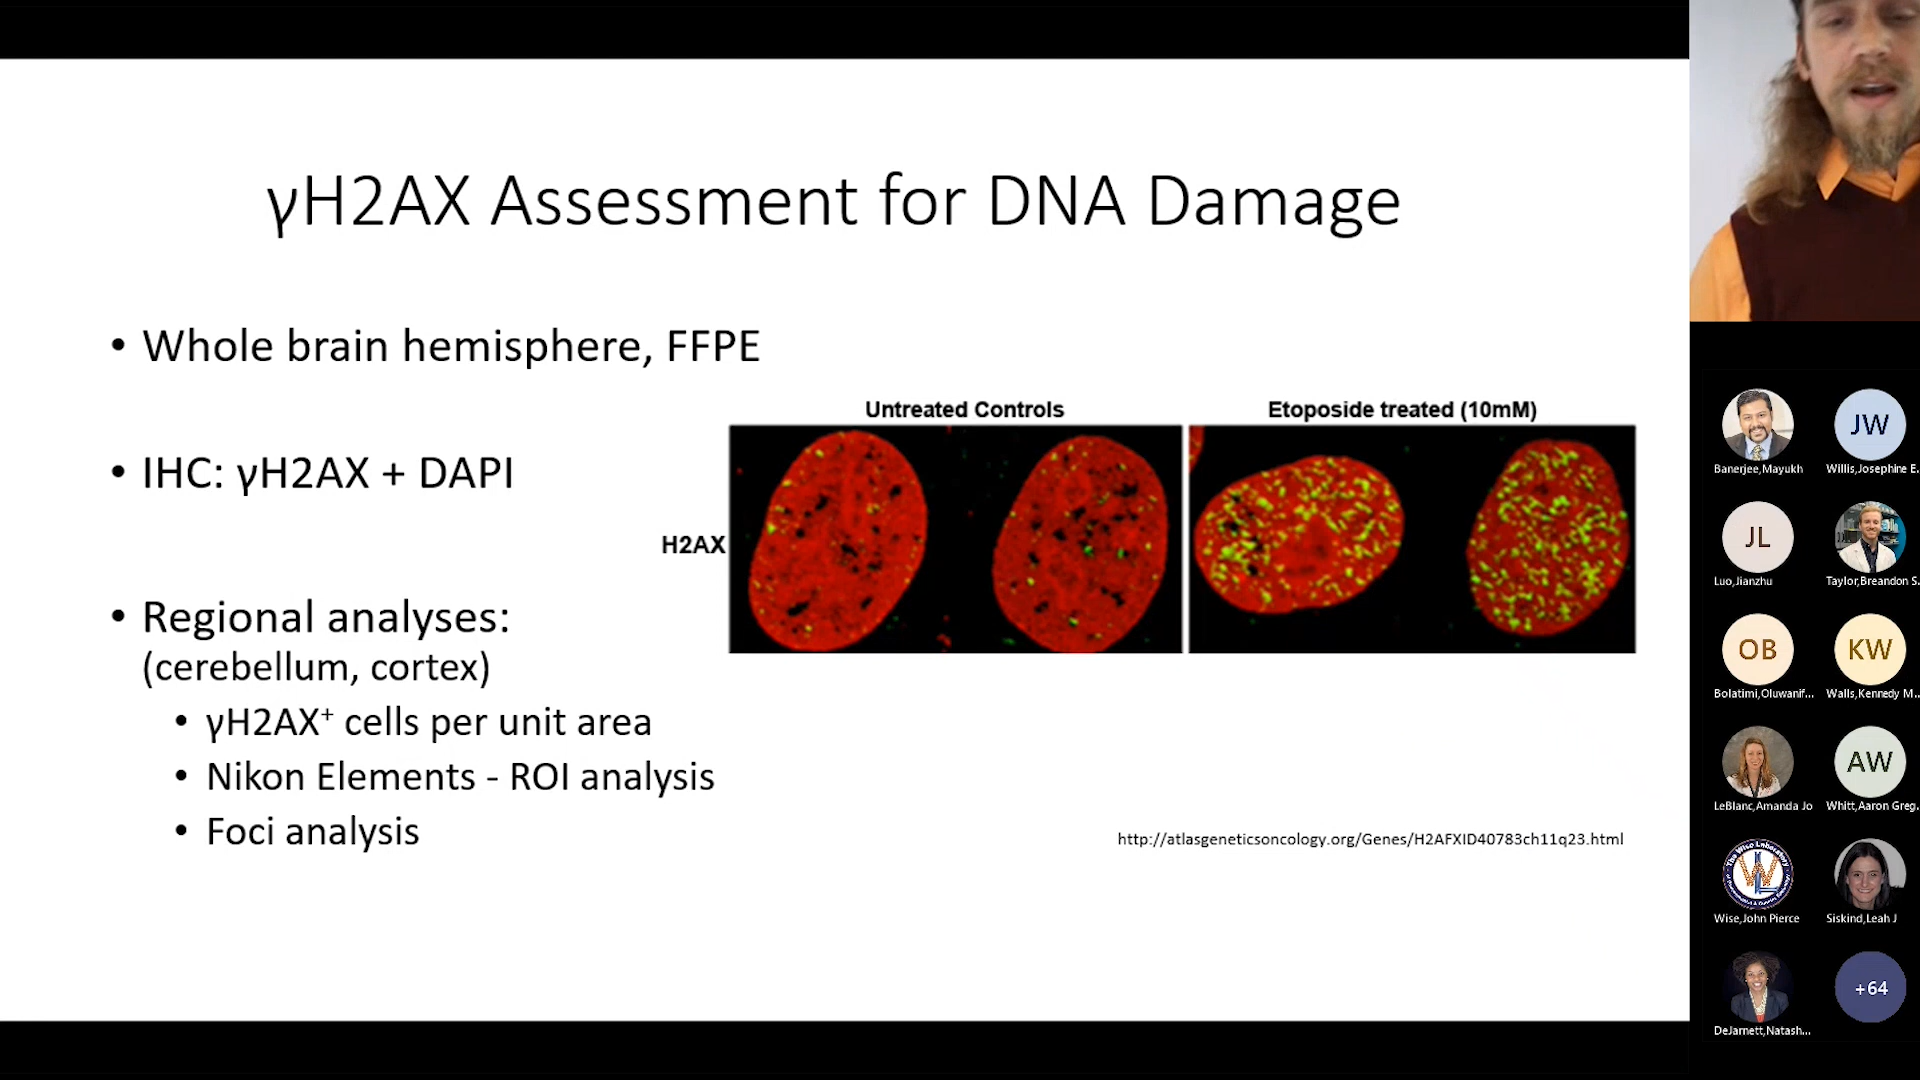 γH2AX Assessment for DNA Damage
• Whole brain hemisphere, FFPE
• IHC: γH2AX + DAPI
• Regional analyses:
(cerebellum, cortex)
• γH2AX⁺ cells per unit area
• Nikon Elements - ROI analysis
• Foci analysis
Untreated Controls
Etoposide treated (10mM)
H2AX
http://atlasgeneticsoncology.org/Genes/H2AFXID40783ch11q23.html
JW
Banerjee,Mayukh
Willis,Josephine E.
JL
Luo,Jianzhu
Taylor,Breandon S.
OB
KW
Bolatimi,Oluwanif...
Walls,Kennedy M...
AW
LeBlanc,Amanda Jo
Whitt,Aaron Greg.
The Wise Laboratory
Wise,John Pierce
Siskind,Leah J
+64
DeJarnett,Natash...